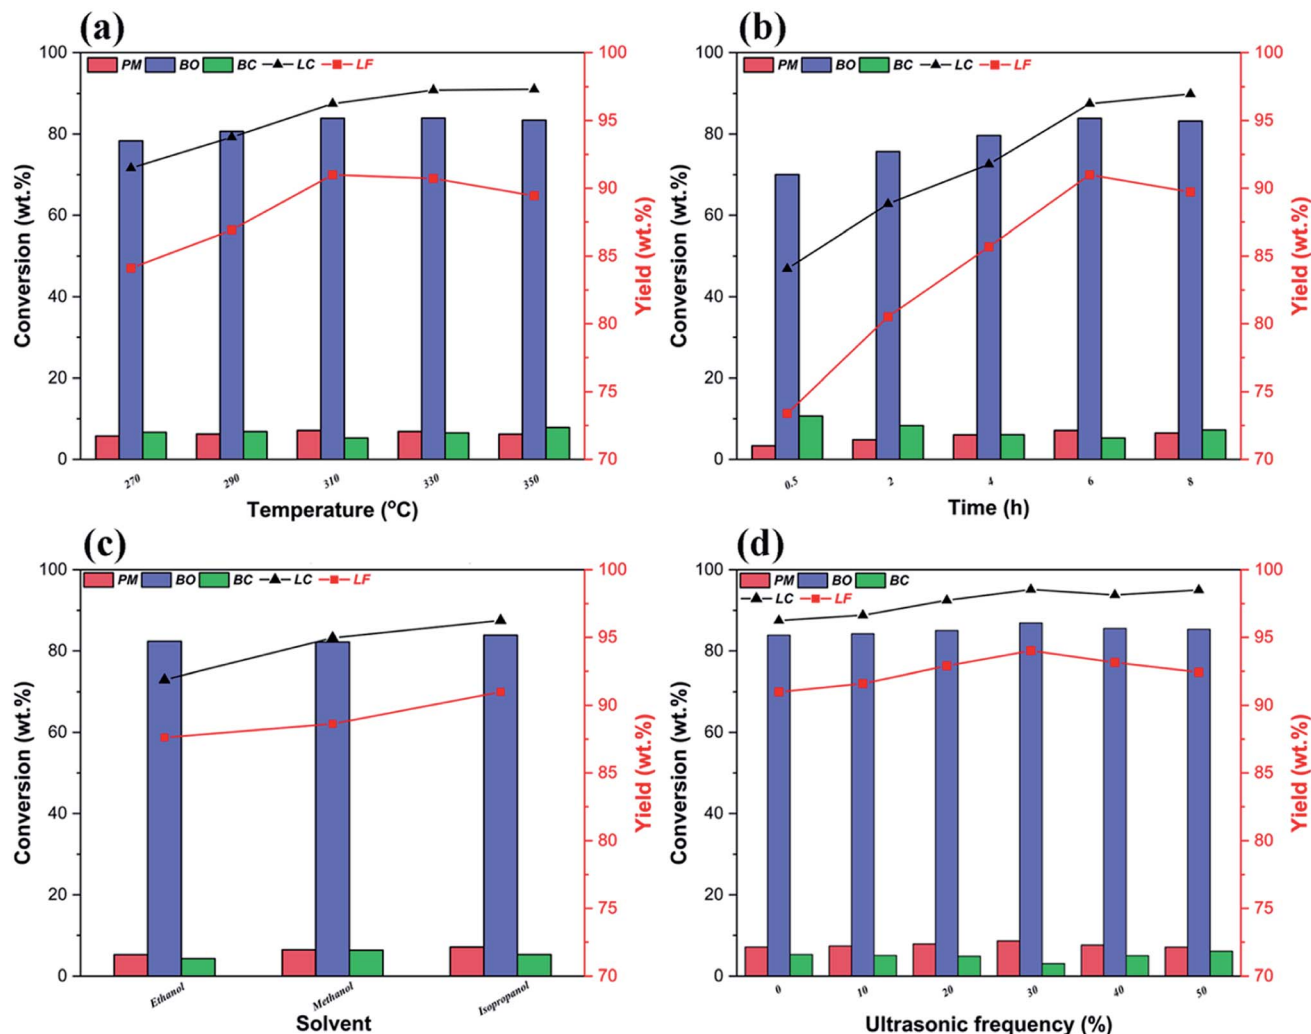 (a)
PM BO BC LC LF
100
80
60
40
20
0
Conversion (wt.%)
100
95
90
85
80
75
70
Yield (wt.%)
270 290 310 330 350
Temperature (°C)
(b)
PM BO BC LC LF
100
80
60
40
20
0
Conversion (wt.%)
100
95
90
85
80
75
70
Yield (wt.%)
0.5 2 4 6 8
Time (h)
(c)
PM BO BC LC LF
100
80
60
40
20
0
Conversion (wt.%)
100
95
90
85
80
75
70
Yield (wt.%)
Ethanol Methanol Isopropanol
Solvent
(d)
PM BO BC
LC LF
100
80
60
40
20
0
Conversion (wt.%)
100
95
90
85
80
75
70
Yield (wt.%)
0 10 20 30 40 50
Ultrasonic frequency (%)